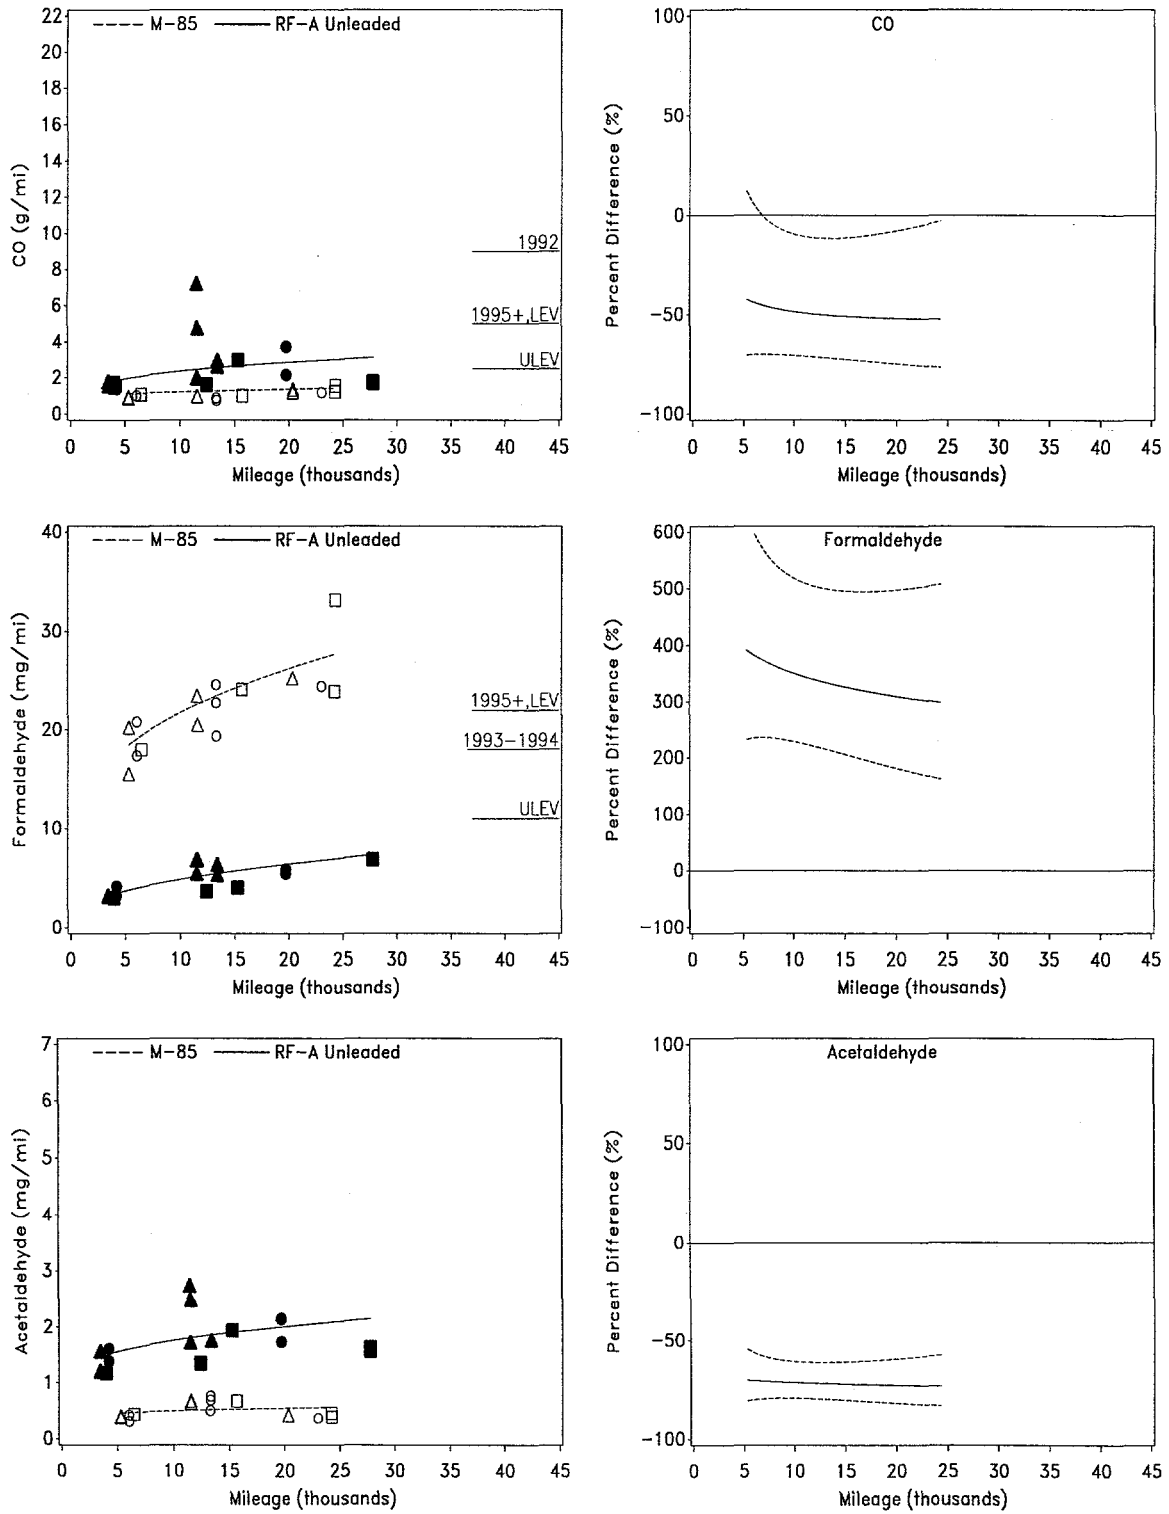 M-85 RF-A Unleaded
22
20
18
16
14
12
10
8
6
4
2
0
CO (g/mi)
1992
1995+,LEV
ULEV
0 5 10 15 20 25 30 35 40 45
Mileage (thousands)
CO
100
50
0
-50
-100
Percent Difference (%)
0 5 10 15 20 25 30 35 40 45
Mileage (thousands)
M-85 RF-A Unleaded
40
30
20
10
0
Formaldehyde (mg/mi)
1995+,LEV
1993-1994
ULEV
0 5 10 15 20 25 30 35 40 45
Mileage (thousands)
Formaldehyde
600
500
400
300
200
100
0
-100
Percent Difference (%)
0 5 10 15 20 25 30 35 40 45
Mileage (thousands)
M-85 RF-A Unleaded
7
6
5
4
3
2
1
0
Acetaldehyde (mg/mi)
0 5 10 15 20 25 30 35 40 45
Mileage (thousands)
Acetaldehyde
100
50
0
-50
-100
Percent Difference (%)
0 5 10 15 20 25 30 35 40 45
Mileage (thousands)